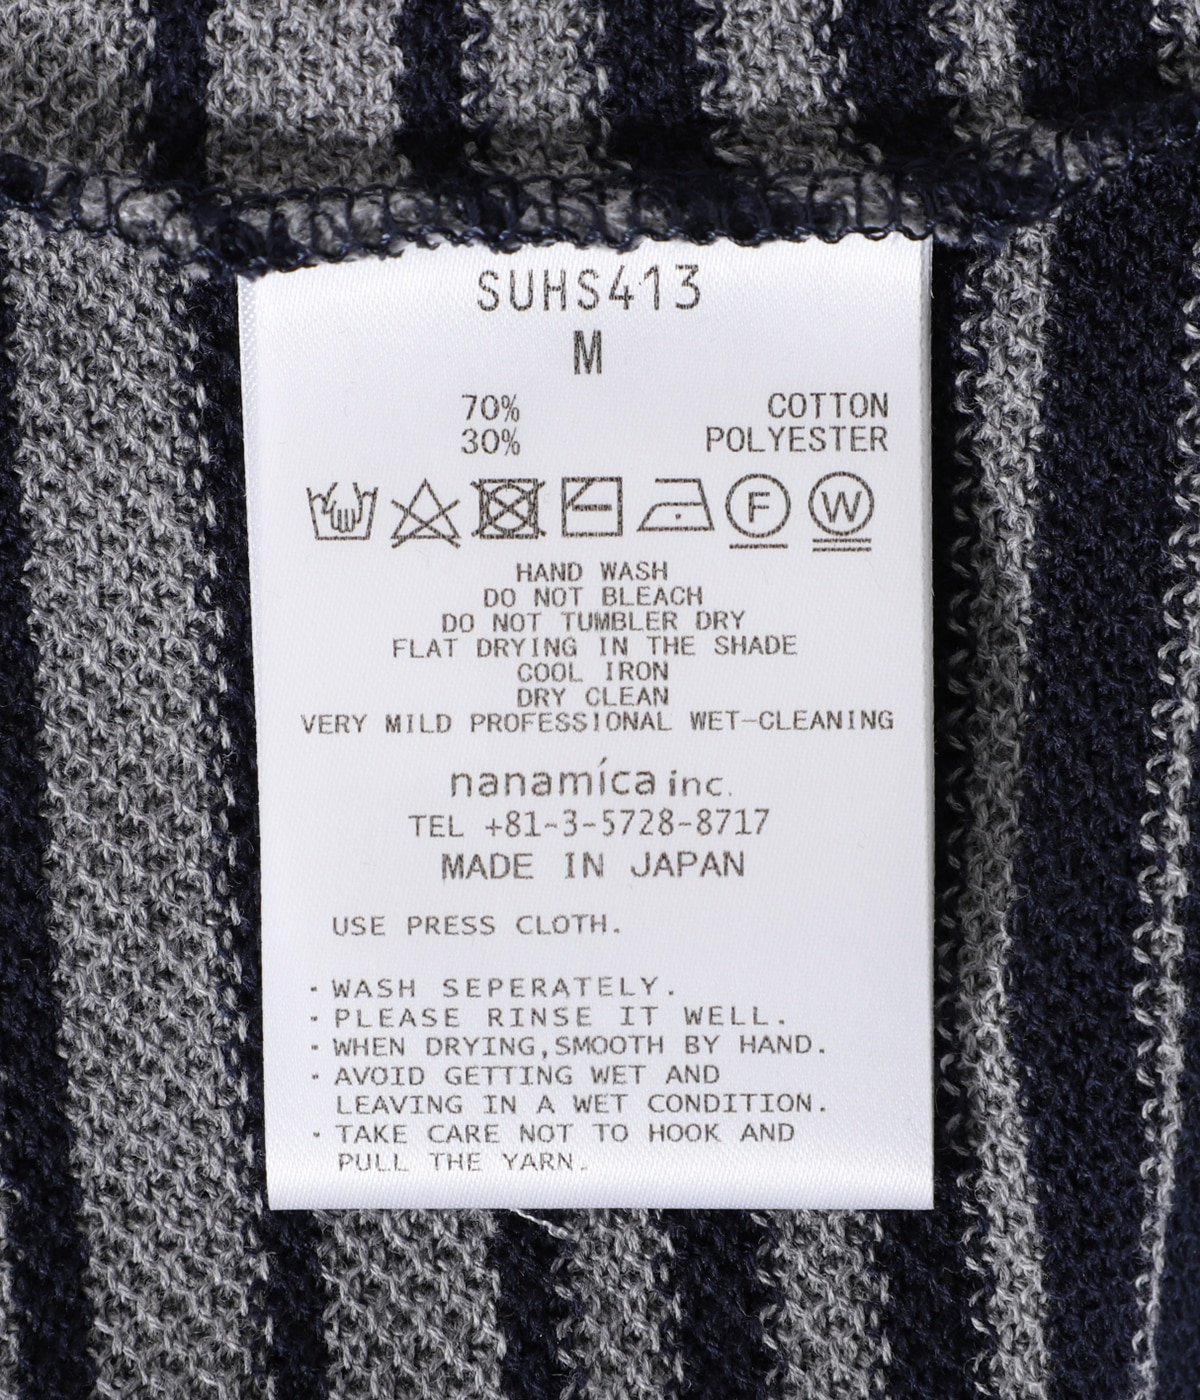 SUHS413
M
70% COTTON
30% POLYESTER
F W
HAND WASH
DO NOT BLEACH
DO NOT TUMBLER DRY
FLAT DRYING IN THE SHADE
COOL IRON
DRY CLEAN
VERY MILD PROFESSIONAL WET-CLEANING
nanamíca inc.
TEL +81-3-5728-8717
MADE IN JAPAN
USE PRESS CLOTH.
・WASH SEPERATELY.
・PLEASE RINSE IT WELL.
・WHEN DRYING,SMOOTH BY HAND.
・AVOID GETTING WET AND
LEAVING IN A WET CONDITION.
・TAKE CARE NOT TO HOOK AND
PULL THE YARN.